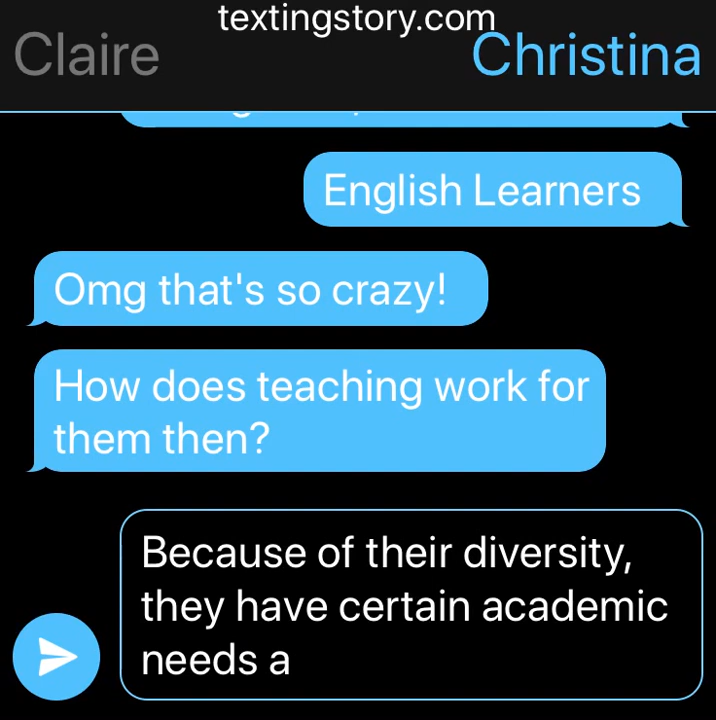 textingstory.com
Claire
Christina
English Learners
Omg that's so crazy!
How does teaching work for
them then?
Because of their diversity,
they have certain academic
needs a